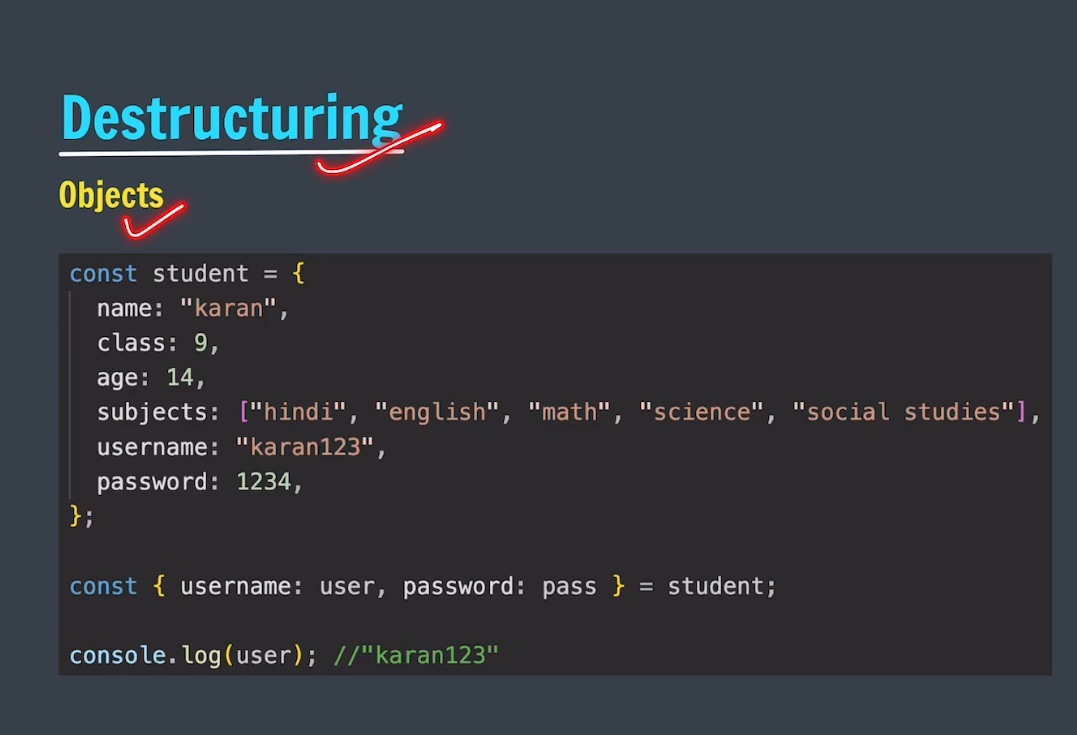 Destructuring
Objects
const student = {
  name: "karan",
  class: 9,
  age: 14,
  subjects: ["hindi", "english", "math", "science", "social studies"],
  username: "karan123",
  password: 1234,
};
const { username: user, password: pass } = student;
console.log(user); //"karan123"